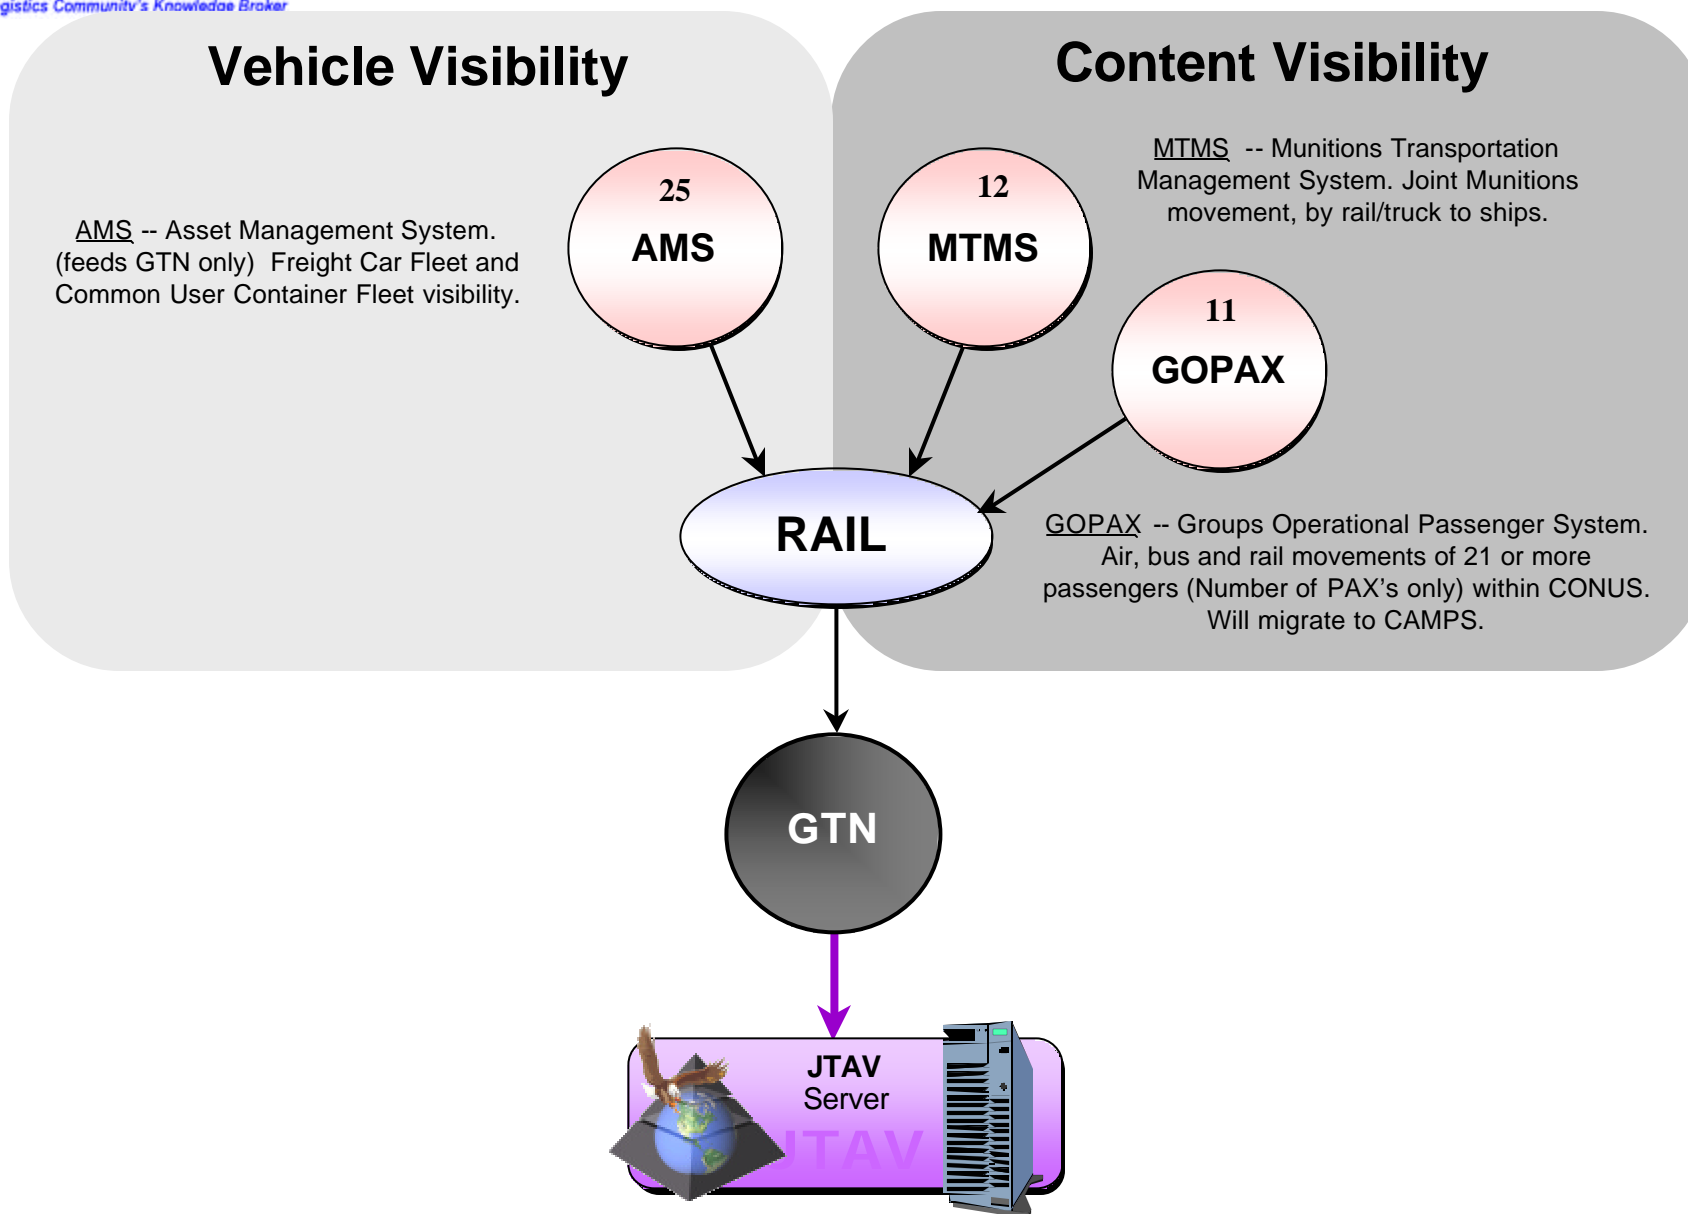 gistics Community's Knowledge Broker
Vehicle Visibility
Content Visibility
AMS -- Asset Management System.
(feeds GTN only) Freight Car Fleet and
Common User Container Fleet visibility.
25
AMS
12
MTMS
MTMS -- Munitions Transportation
Management System. Joint Munitions
movement, by rail/truck to ships.
11
GOPAX
RAIL
GOPAX -- Groups Operational Passenger System.
Air, bus and rail movements of 21 or more
passengers (Number of PAX's only) within CONUS.
Will migrate to CAMPS.
GTN
JTAV
Server
JTAV